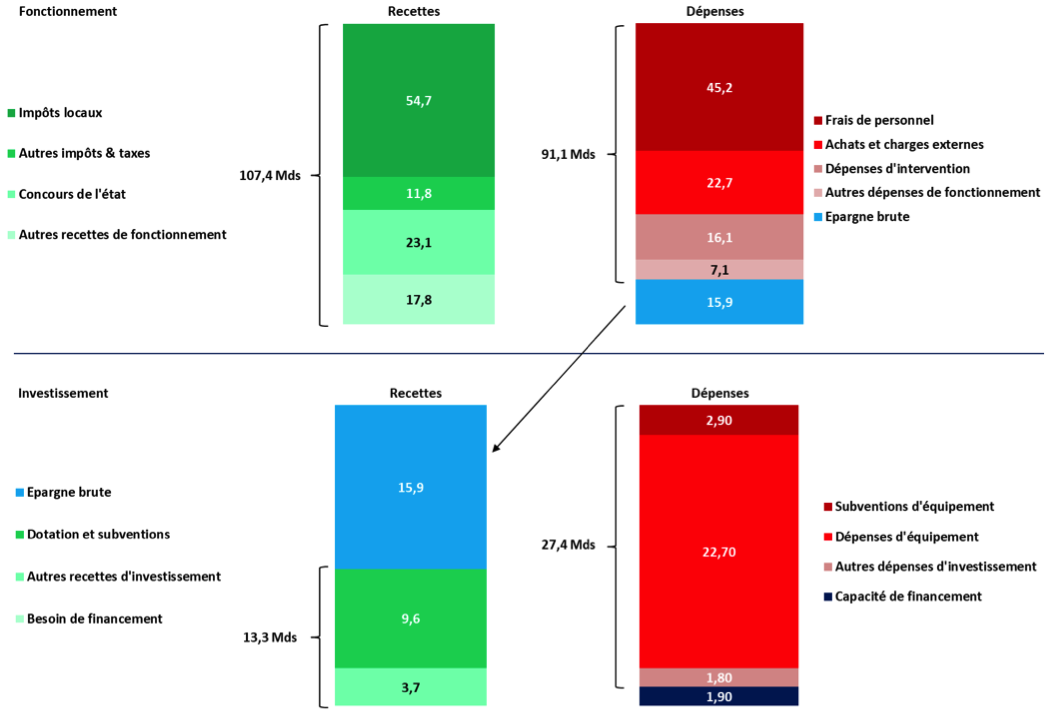 Fonctionnement
Recettes
Dépenses
Impôts locaux
Autres impôts & taxes
Concours de l'état
Autres recettes de fonctionnement
107,4 Mds
54,7
11,8
23,1
17,8
91,1 Mds
45,2
22,7
16,1
7,1
15,9
Frais de personnel
Achats et charges externes
Dépenses d'intervention
Autres dépenses de fonctionnement
Epargne brute
Investissement
Recettes
Dépenses
Epargne brute
Dotation et subventions
Autres recettes d'investissement
Besoin de financement
13,3 Mds
15,9
9,6
3,7
27,4 Mds
2,90
22,70
1,80
1,90
Subventions d'équipement
Dépenses d'équipement
Autres dépenses d'investissement
Capacité de financement